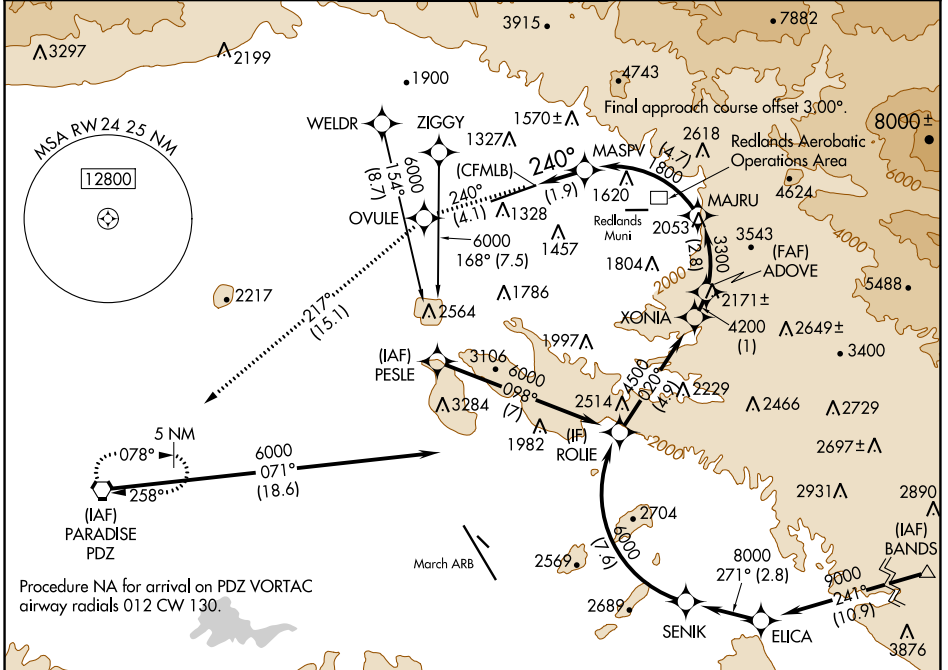 3915
7882
3297
2199
4743
1900
Final approach course offset 3.00°.
8000±
MSA RW24 25 NM
12800
WELDR
ZIGGY
1570±
1327
2618
Redlands Aerobatic
Operations Area
(CFMLB)
240°
MASPV
(4.7)
1800
4624
6000
154°
(8.7)
240°
(4.1)
(1.9)
1620
MAJRU
OVULE
1328
Redlands
Muni
2053
6000
168° (7.5)
1457
(2.8)
3300
3543
(FAF)
ADOVE
1804
4000
6000
2000
5488
2217
1786
2171±
217°
(15.1)
2564
XONIA
4200
(1)
2649±
1997
3400
(IAF)
PESLE
3106
6000
098°
(7)
4500
020°
(4.9)
2229
3284
2514
2466
2729
1982
(IF)
ROLIE
2000
2697±
5 NM
078°
258°
6000
071°
(18.6)
(IAF)
PARADISE
PDZ
2931
2890
2704
(IAF)
BANDS
March ARB
2569
6000
(7.6)
8000
271° (2.8)
9000
241°
(10.9)
Procedure NA for arrival on PDZ VORTAC
airway radials 012 CW 130.
2689
SENIK
ELICA
3876